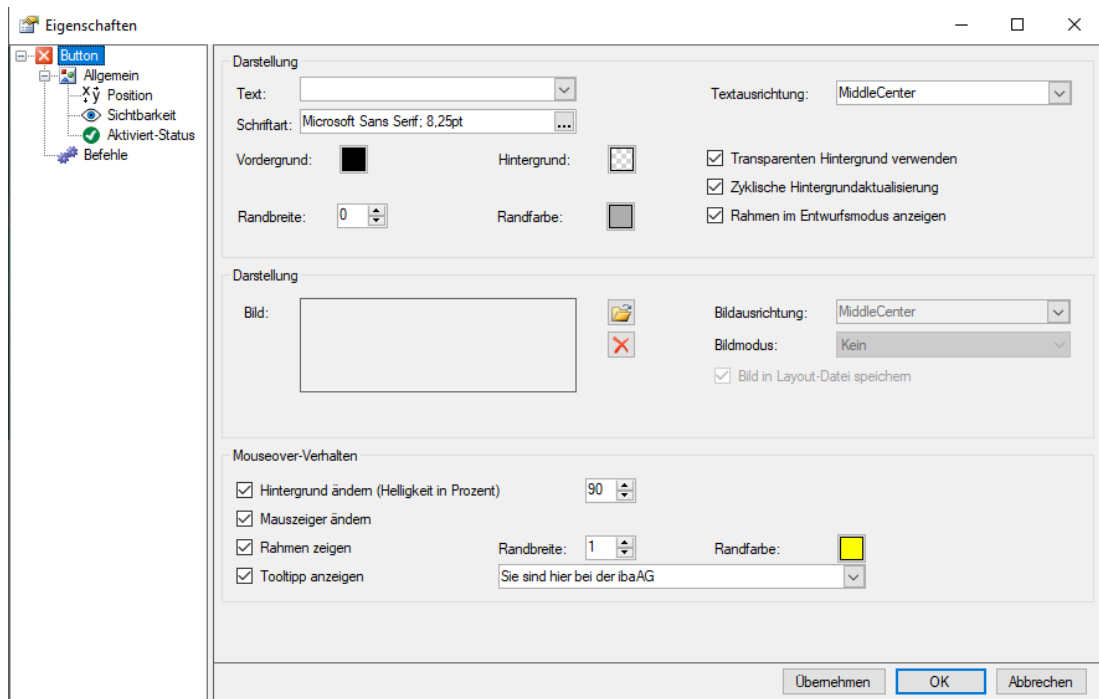 Eigenschaften
Button
Allgemein
Position
Sichtbarkeit
Aktiviert-Status
Befehle
Darstellung
Text:
Textausrichtung: MiddleCenter
Schriftart: Microsoft Sans Serif; 8,25pt ...
Vordergrund: Hintergrund: Transparenten Hintergrund verwenden
Zyklische Hintergrundaktualisierung
Randbreite: 0 Randfarbe: Rahmen im Entwurfsmodus anzeigen
Darstellung
Bild: Bildausrichtung: MiddleCenter
Bildmodus: Kein
Bild in Layout-Datei speichern
Mouseover-Verhalten
Hintergrund ändern (Helligkeit in Prozent) 90
Mauszeiger ändern
Rahmen zeigen Randbreite: 1 Randfarbe:
Tooltipp anzeigen Sie sind hier bei der ibaAG
Übernehmen OK Abbrechen